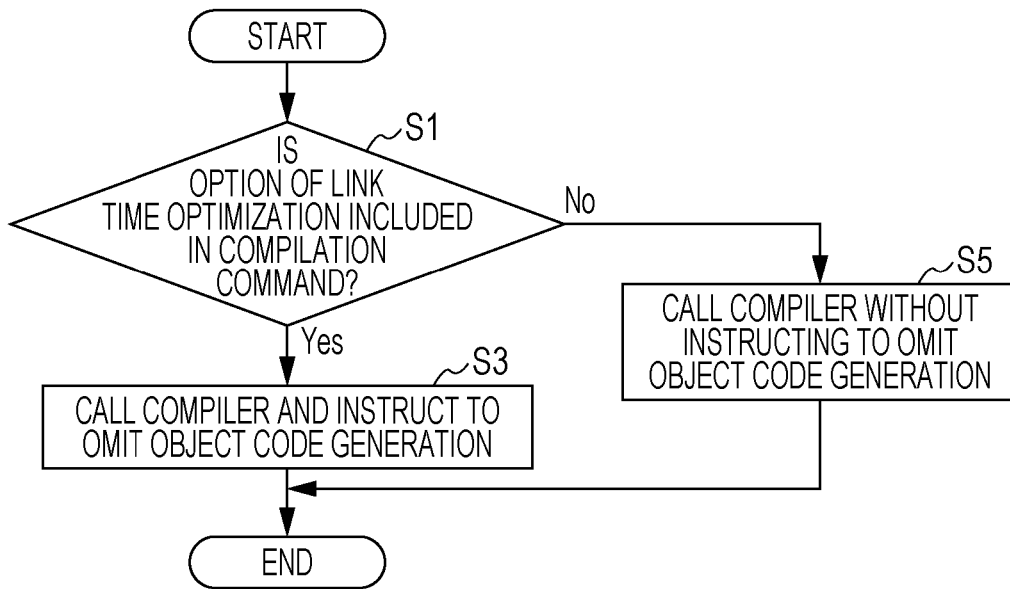 START
S1
IS
OPTION OF LINK
TIME OPTIMIZATION INCLUDED
IN COMPILATION
COMMAND?
No
Yes
S5
CALL COMPILER WITHOUT
INSTRUCTING TO OMIT
OBJECT CODE GENERATION
S3
CALL COMPILER AND INSTRUCT TO
OMIT OBJECT CODE GENERATION
END